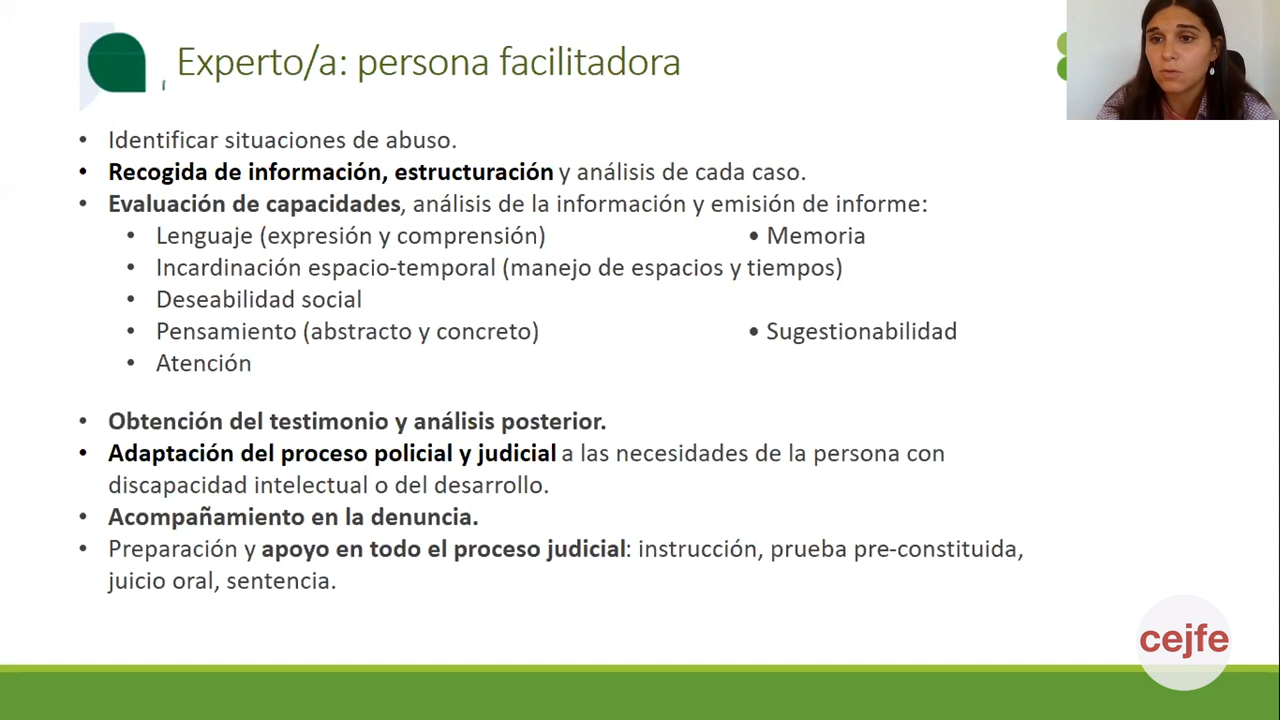 Experto/a: persona facilitadora
• Identificar situaciones de abuso.
• Recogida de información, estructuración y análisis de cada caso.
• Evaluación de capacidades, análisis de la información y emisión de informe:
• Lenguaje (expresión y comprensión) • Memoria
• Incardinación espacio-temporal (manejo de espacios y tiempos)
• Deseabilidad social
• Pensamiento (abstracto y concreto) • Sugestionabilidad
• Atención
• Obtención del testimonio y análisis posterior.
• Adaptación del proceso policial y judicial a las necesidades de la persona con
discapacidad intelectual o del desarrollo.
• Acompañamiento en la denuncia.
• Preparación y apoyo en todo el proceso judicial: instrucción, prueba pre-constituida,
juicio oral, sentencia.
cejfe